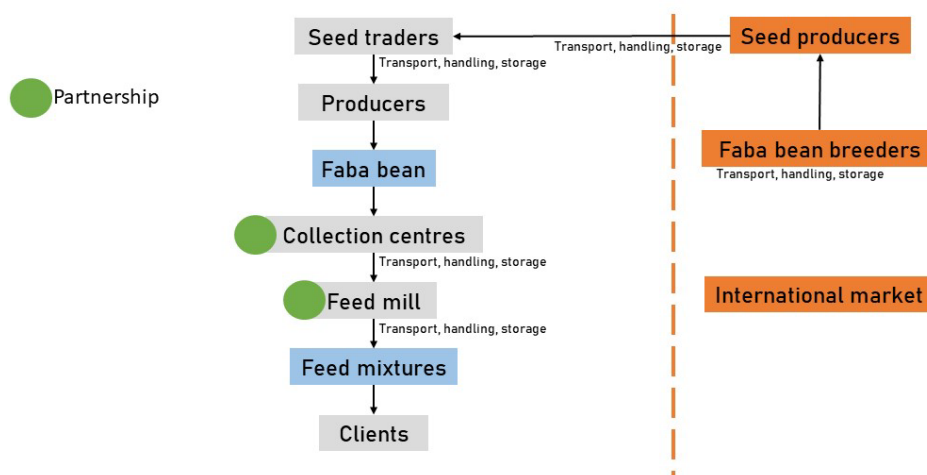 Seed traders
Transport, handling, storage
Seed producers
Transport, handling, storage
Partnership
Producers
Faba bean breeders
Transport, handling, storage
Faba bean
Collection centres
Transport, handling, storage
International market
Feed mill
Transport, handling, storage
Feed mixtures
Clients